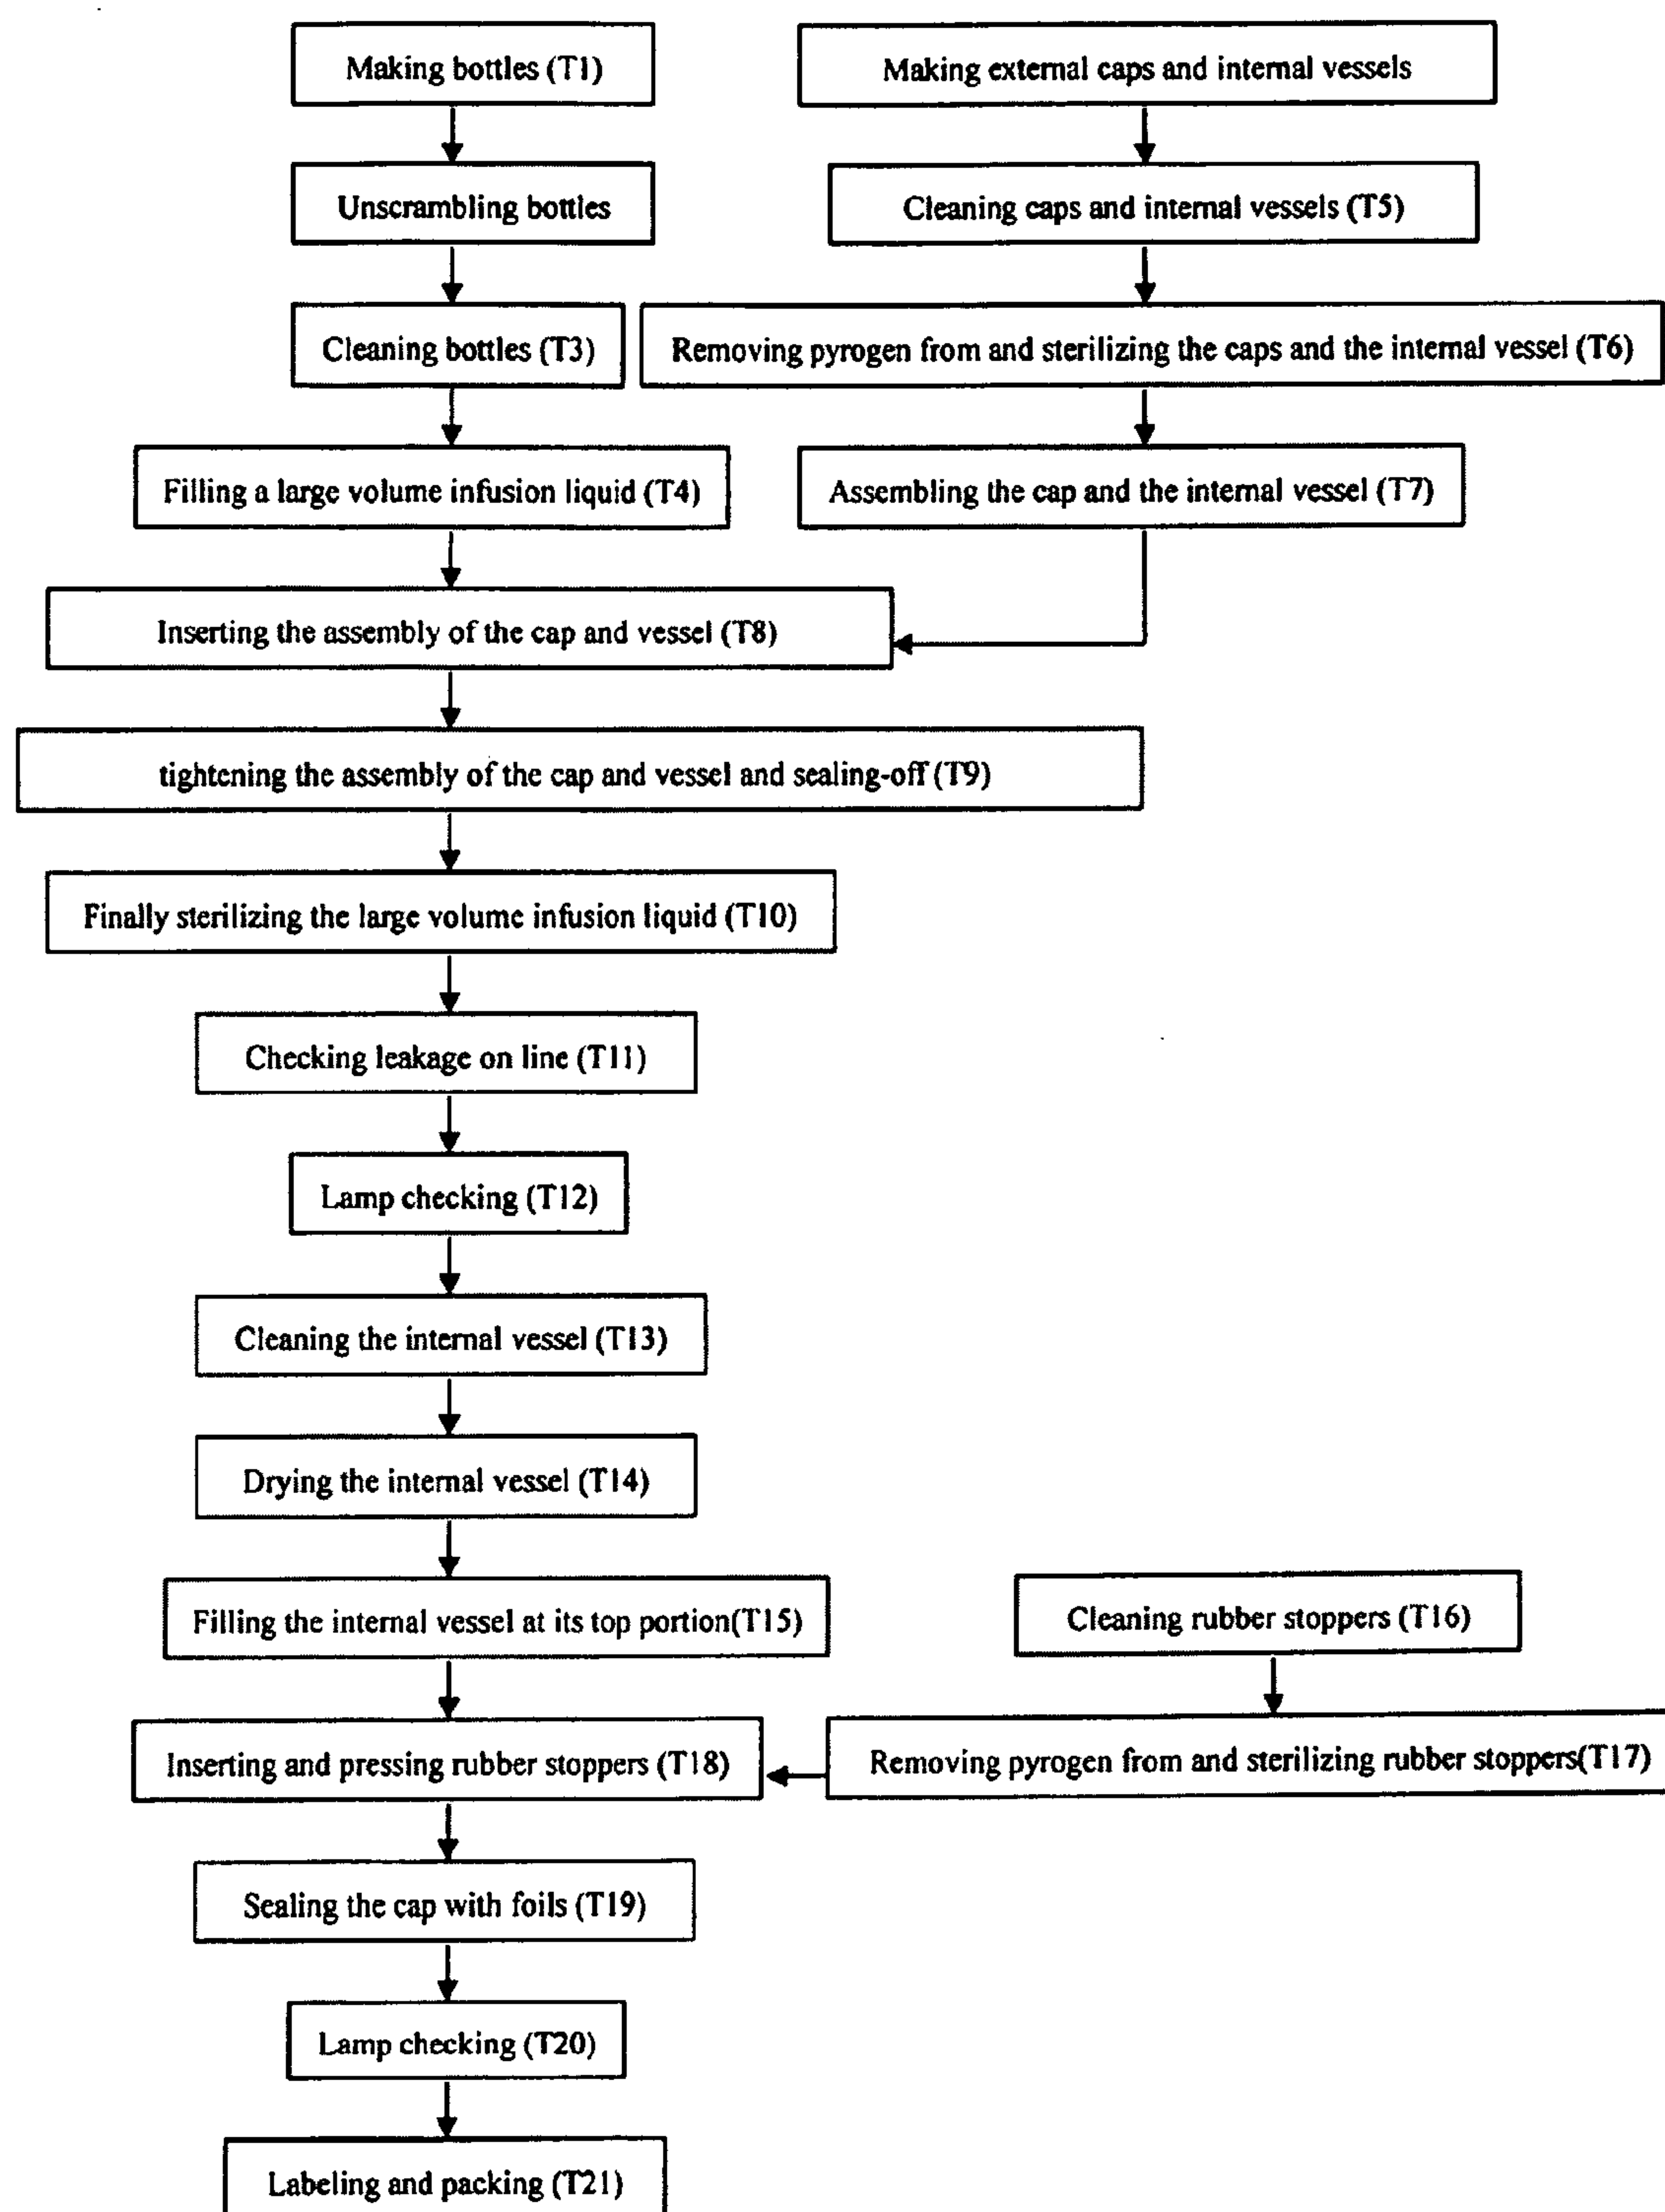 Making bottles (T1)
Making external caps and internal vessels
Unscrambling bottles
Cleaning caps and internal vessels (T5)
Cleaning bottles (T3)
Removing pyrogen from and sterilizing the caps and the internal vessel (T6)
Filling a large volume infusion liquid (T4)
Assembling the cap and the internal vessel (T7)
Inserting the assembly of the cap and vessel (T8)
tightening the assembly of the cap and vessel and sealing-off (T9)
Finally sterilizing the large volume infusion liquid (T10)
Checking leakage on line (T11)
Lamp checking (T12)
Cleaning the internal vessel (T13)
Drying the internal vessel (T14)
Filling the internal vessel at its top portion(T15)
Cleaning rubber stoppers (T16)
Inserting and pressing rubber stoppers (T18)
Removing pyrogen from and sterilizing rubber stoppers(T17)
Sealing the cap with foils (T19)
Lamp checking (T20)
Labeling and packing (T21)